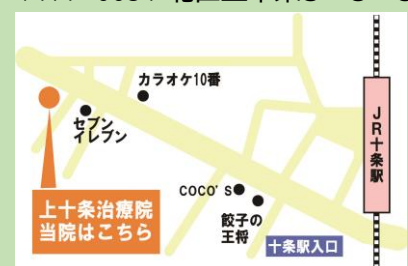 カラオケ10番
セブン
イレブン
JR十条駅
上十条治療院
当院はこちら
COCO'S
餃子の
王将
十条駅入口